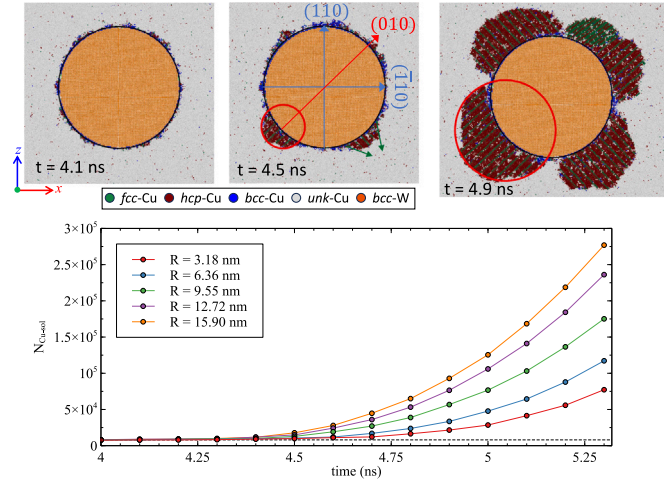 (110)
(010)
(1̄10)
t = 4.1 ns
t = 4.5 ns
t = 4.9 ns
z
x
fcc-Cu hcp-Cu bcc-Cu unk-Cu bcc-W
3×10⁵
2.5×10⁵
2×10⁵
1.5×10⁵
10⁵
5×10⁴
0
N_Cu-sol
R = 3.18 nm
R = 6.36 nm
R = 9.55 nm
R = 12.72 nm
R = 15.90 nm
4 4.25 4.5 4.75 5 5.25
time (ns)